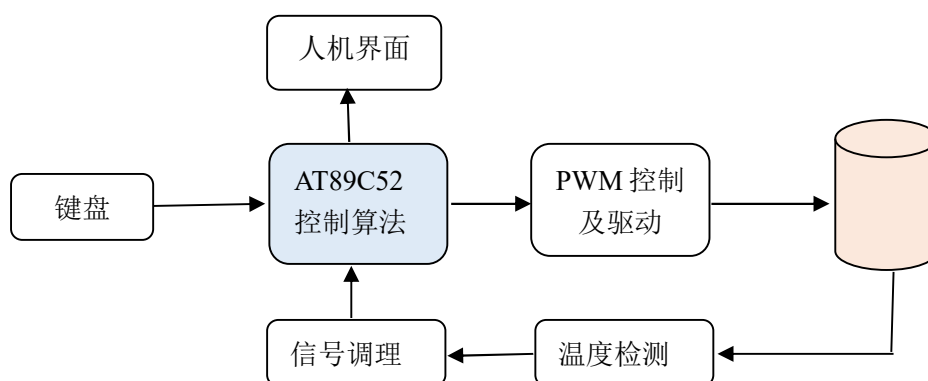 人机界面
键盘
AT89C52
控制算法
PWM 控制
及驱动
信号调理
温度检测